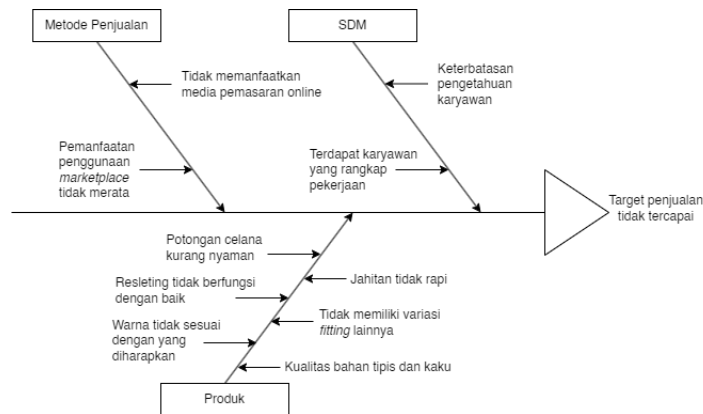 Metode Penjualan
SDM
Tidak memanfaatkan
media pemasaran online
Keterbatasan
pengetahuan
karyawan
Pemanfaatan
penggunaan
marketplace
tidak merata
Terdapat karyawan
yang rangkap
pekerjaan
Target penjualan
tidak tercapai
Potongan celana
kurang nyaman
Jahitan tidak rapi
Resleting tidak berfungsi
dengan baik
Tidak memiliki variasi
fitting lainnya
Warna tidak sesuai
dengan yang
diharapkan
Kualitas bahan tipis dan kaku
Produk